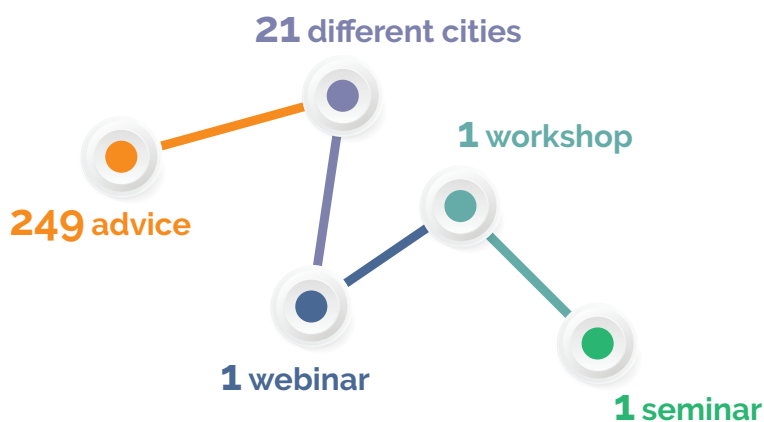 21 different cities
1 workshop
249 advice
1 webinar
1 seminar